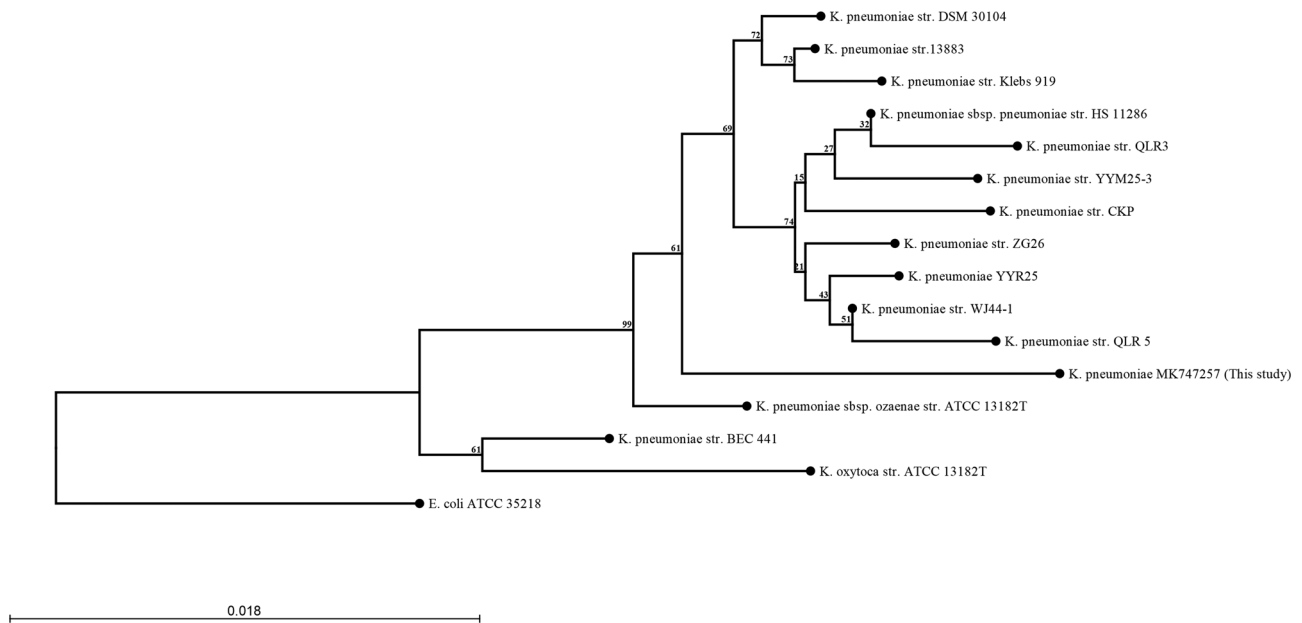 K. pneumoniae str. DSM 30104
72
K. pneumoniae str.13883
73
K. pneumoniae str. Klebs 919
K. pneumoniae sbsp. pneumoniae str. HS 11286
32
69
K. pneumoniae str. QLR3
27
K. pneumoniae str. YYM25-3
15
K. pneumoniae str. CKP
74
K. pneumoniae str. ZG26
61
21
K. pneumoniae YYR25
43
K. pneumoniae str. WJ44-1
51
99
K. pneumoniae str. QLR 5
K. pneumoniae MK747257 (This study)
K. pneumoniae sbsp. ozaenae str. ATCC 13182T
K. pneumoniae str. BEC 441
61
K. oxytoca str. ATCC 13182T
E. coli ATCC 35218
0.018